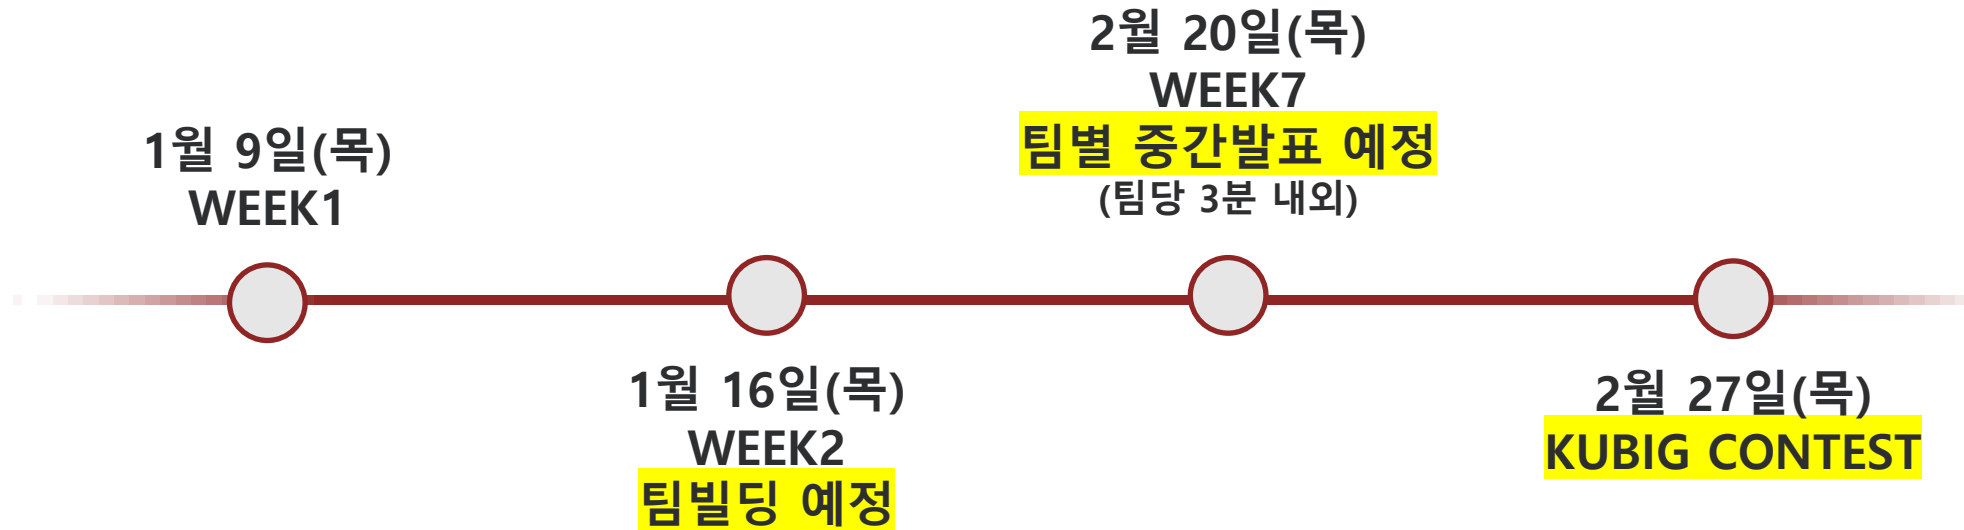 1월 9일(목)
WEEK1
1월 16일(목)
WEEK2
팀빌딩 예정
2월 20일(목)
WEEK7
팀별 중간발표 예정
(팀당 3분 내외)
2월 27일(목)
KUBIG CONTEST